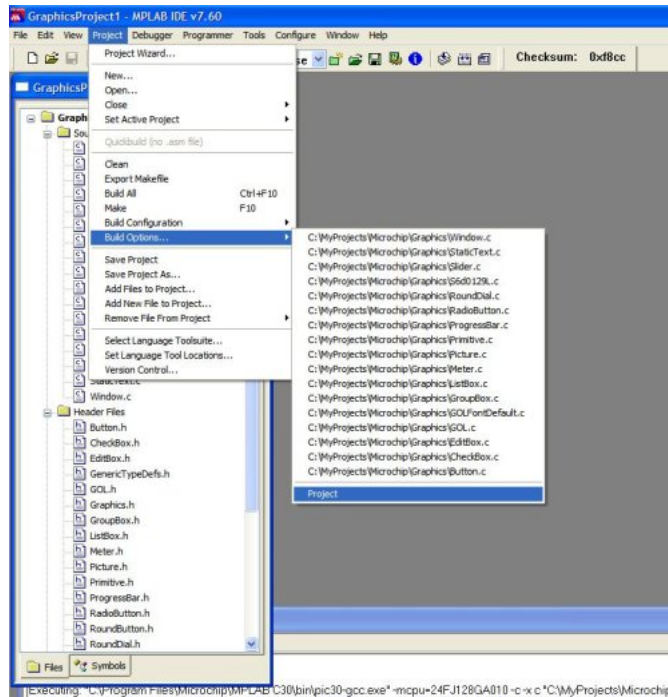 GraphicsProject1 - MPLAB IDE v7.60
File Edit View Project Debugger Programmer Tools Configure Window Help
Checksum: 0xf8cc
Project Wizard...
New...
Open...
Close
Set Active Project
Quickbuild (no .asm file)
Clean
Export Makefile
Build All Ctrl+F10
Make F10
Build Configuration
Build Options...
Save Project
Save Project As...
Add Files to Project...
Add New File to Project...
Remove File From Project
Select Language Toolsuite...
Set Language Tool Locations...
Version Control...
C:\MyProjects\Microchip\Graphics\Window.c
C:\MyProjects\Microchip\Graphics\StaticText.c
C:\MyProjects\Microchip\Graphics\Slider.c
C:\MyProjects\Microchip\Graphics\S6d0129L.c
C:\MyProjects\Microchip\Graphics\RoundDial.c
C:\MyProjects\Microchip\Graphics\RadioButton.c
C:\MyProjects\Microchip\Graphics\ProgressBar.c
C:\MyProjects\Microchip\Graphics\Primitive.c
C:\MyProjects\Microchip\Graphics\Picture.c
C:\MyProjects\Microchip\Graphics\Meter.c
C:\MyProjects\Microchip\Graphics\ListBox.c
C:\MyProjects\Microchip\Graphics\GroupBox.c
C:\MyProjects\Microchip\Graphics\GOLFontDefault.c
C:\MyProjects\Microchip\Graphics\GOL.c
C:\MyProjects\Microchip\Graphics\EditBox.c
C:\MyProjects\Microchip\Graphics\CheckBox.c
C:\MyProjects\Microchip\Graphics\Button.c
Project
GraphicsP
Graph
Sou
StaticText.c
Window.c
Header Files
Button.h
CheckBox.h
EditBox.h
GenericTypeDefs.h
GOL.h
Graphics.h
GroupBox.h
ListBox.h
Meter.h
Picture.h
Primitive.h
ProgressBar.h
RadioButton.h
RoundButton.h
RoundDial.h
Files Symbols
Executing: "C:\Program Files\Microchip\MPLAB C30\bin\pic30-gcc.exe" -mcpu=24FJ128GA010 -c -x c "C:\MyProjects\Microchip